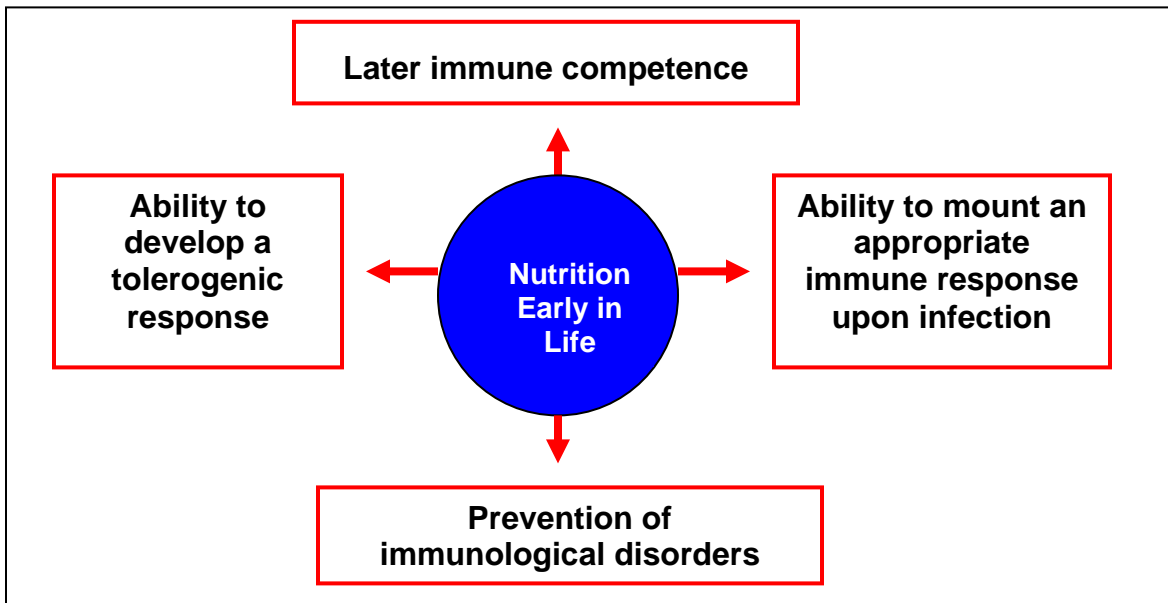 Later immune competence
Ability to
develop a
tolerogenic
response
Nutrition
Early in
Life
Ability to mount an
appropriate
immune response
upon infection
Prevention of
immunological disorders